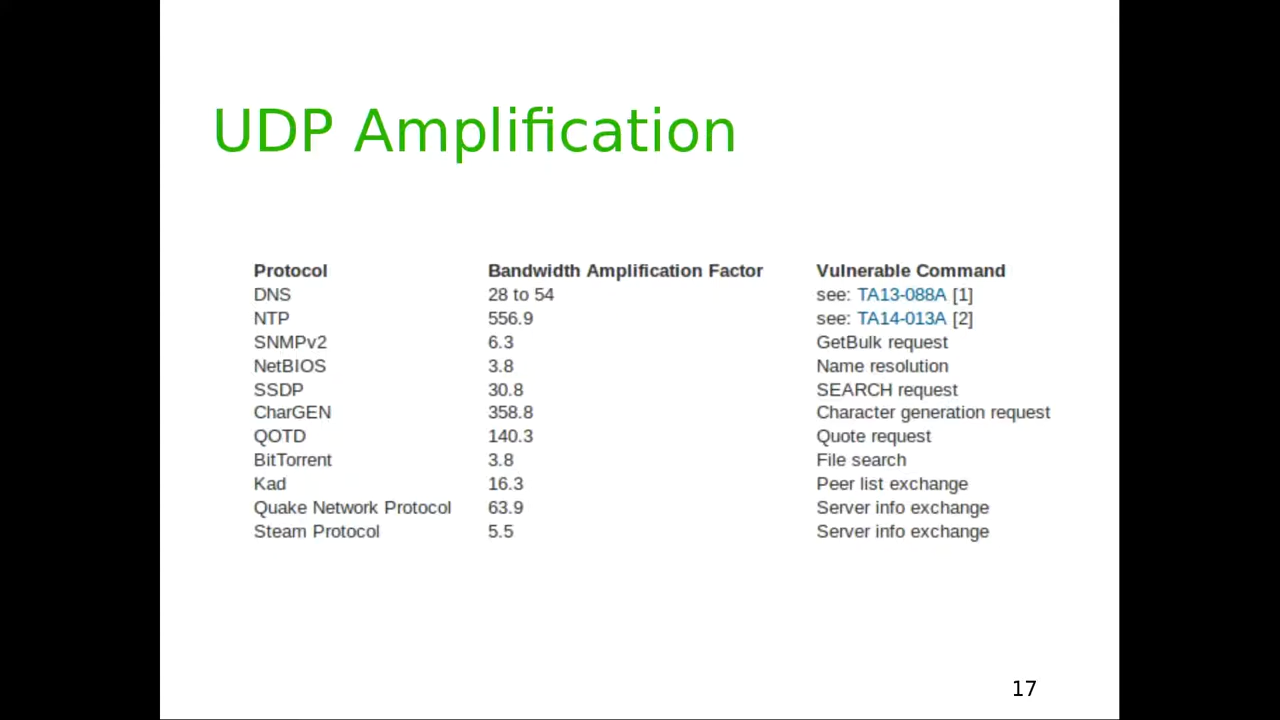 UDP Amplification
Protocol Bandwidth Amplification Factor Vulnerable Command
DNS 28 to 54 see: TA13-088A [1]
NTP 556.9 see: TA14-013A [2]
SNMPv2 6.3 GetBulk request
NetBIOS 3.8 Name resolution
SSDP 30.8 SEARCH request
CharGEN 358.8 Character generation request
QOTD 140.3 Quote request
BitTorrent 3.8 File search
Kad 16.3 Peer list exchange
Quake Network Protocol 63.9 Server info exchange
Steam Protocol 5.5 Server info exchange
17